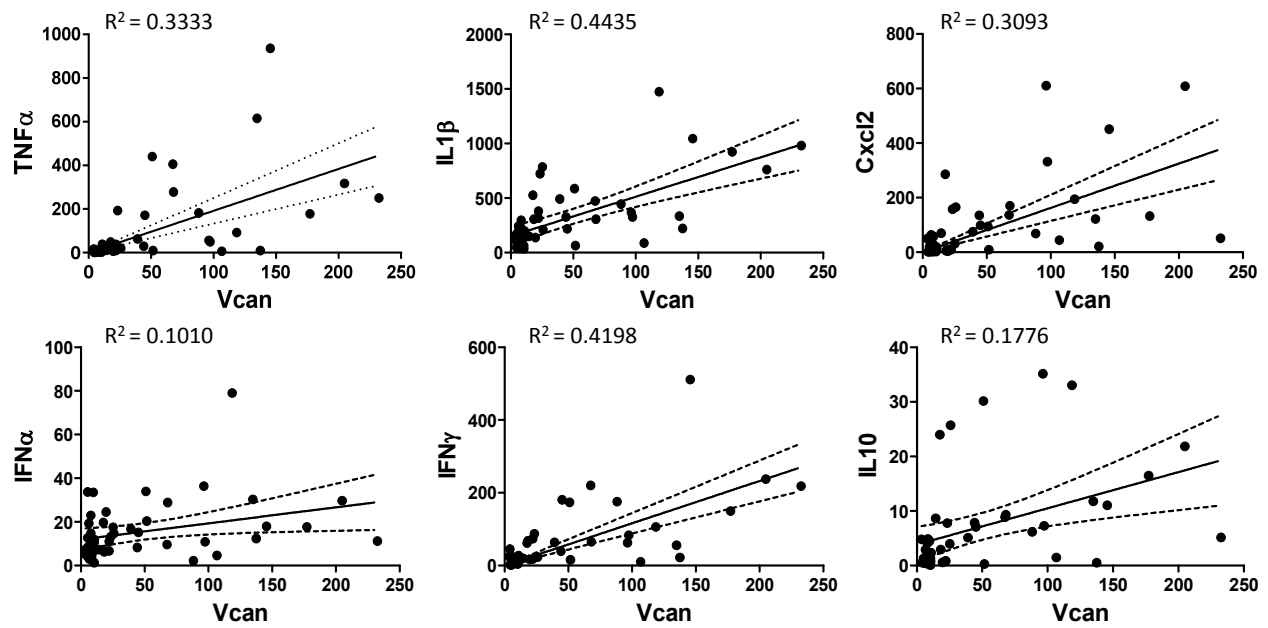 R² = 0.3333
1000
800
600
400
200
0
TNFα
0 50 100 150 200 250
Vcan
R² = 0.4435
2000
1500
1000
500
0
IL1β
0 50 100 150 200 250
Vcan
R² = 0.3093
800
600
400
200
0
Cxcl2
0 50 100 150 200 250
Vcan
R² = 0.1010
100
80
60
40
20
0
IFNα
0 50 100 150 200 250
Vcan
R² = 0.4198
600
400
200
0
IFNγ
0 50 100 150 200 250
Vcan
R² = 0.1776
40
30
20
10
0
IL10
0 50 100 150 200 250
Vcan